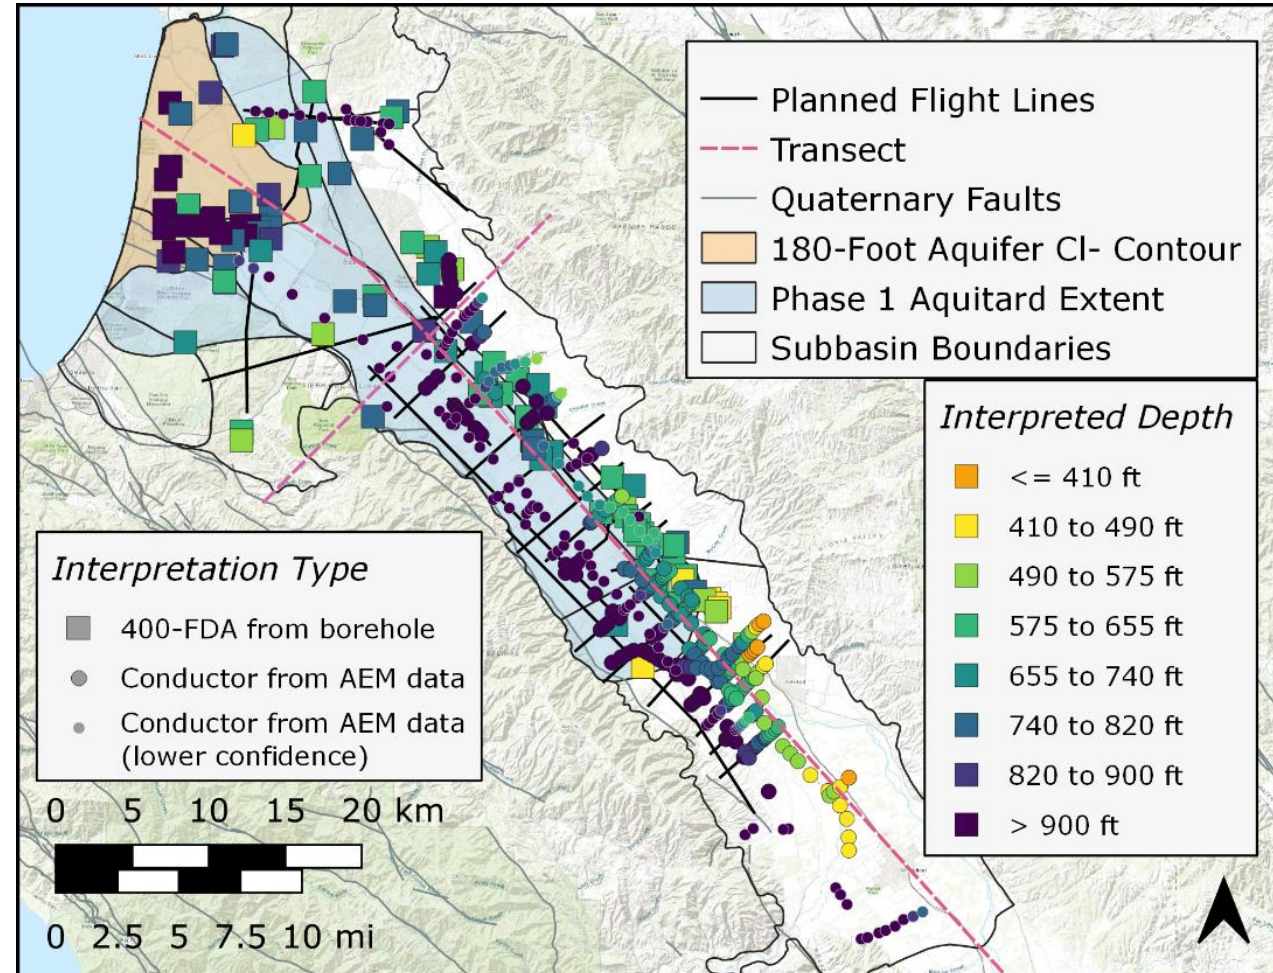 Planned Flight Lines
Transect
Quaternary Faults
180-Foot Aquifer Cl- Contour
Phase 1 Aquitard Extent
Subbasin Boundaries
Interpreted Depth
<= 410 ft
410 to 490 ft
490 to 575 ft
575 to 655 ft
655 to 740 ft
740 to 820 ft
820 to 900 ft
> 900 ft
Interpretation Type
400-FDA from borehole
Conductor from AEM data
Conductor from AEM data
(lower confidence)
0 5 10 15 20 km
0 2.5 5 7.5 10 mi